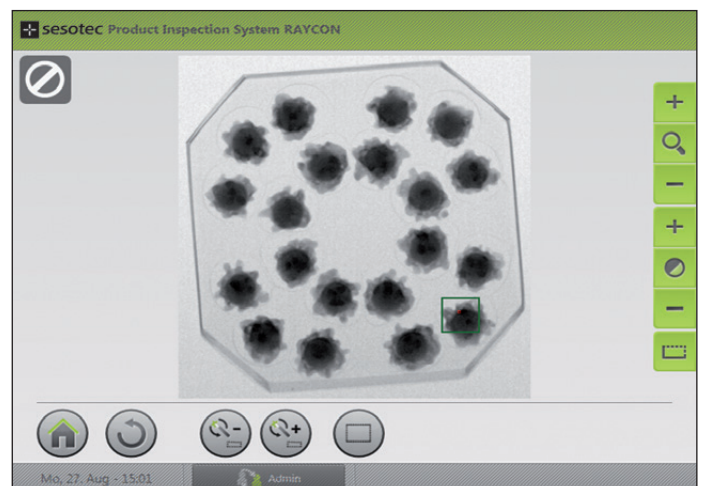 sesotec Product Inspection System RAYCON
Mo, 27. Aug - 15:01
Admin